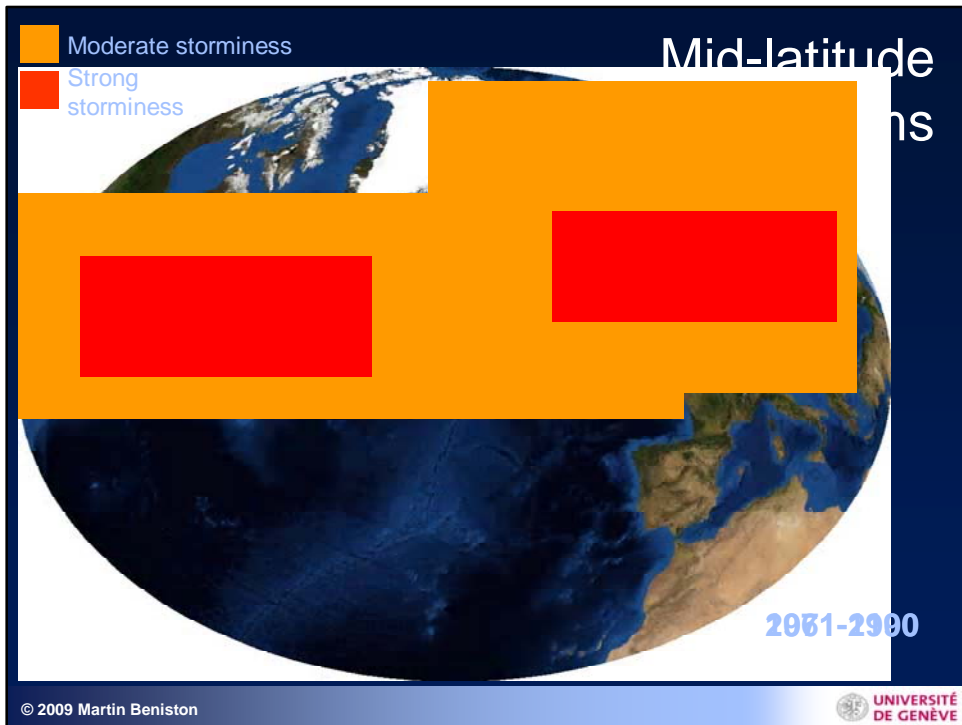 Moderate storminess
Strong
storminess
Mid-latitude
© 2009 Martin Beniston
UNIVERSITÉ
DE GENÈVE